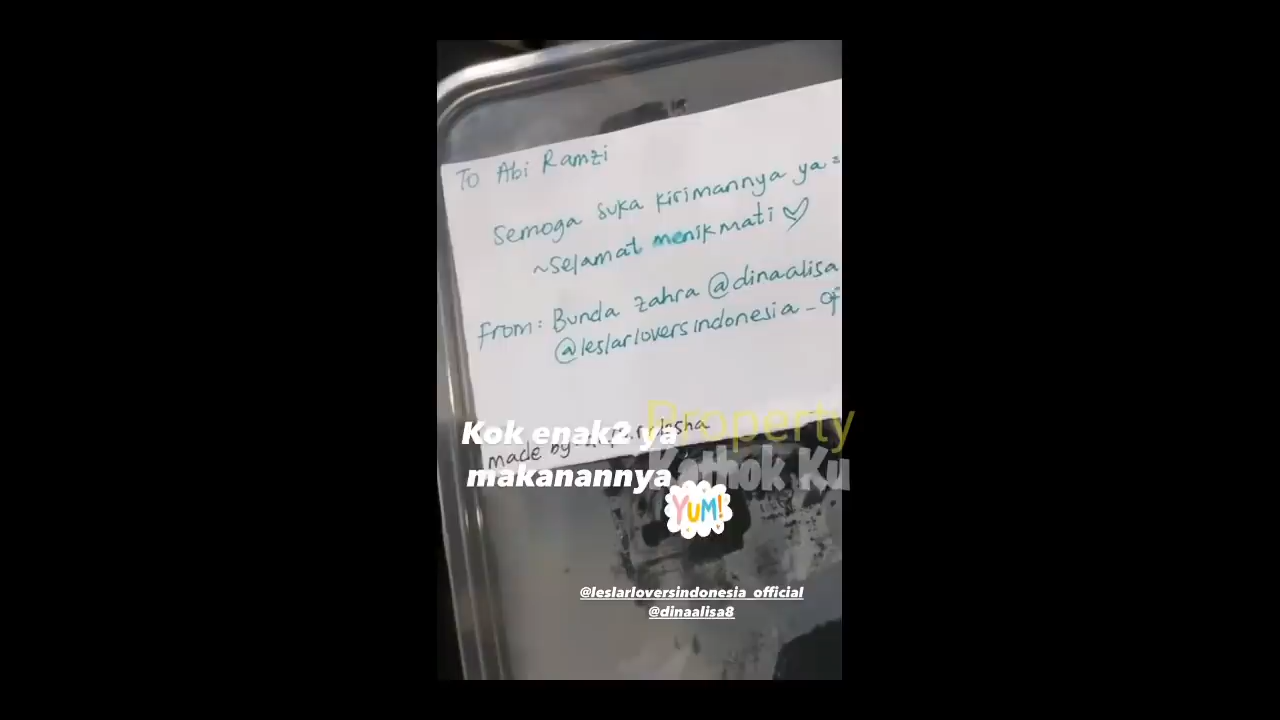 To Abi Ramzi
Semoga suka kirimannya ya
~Selamat menikmati
From: Bunda zahra @dinaalisa
@leslarloversindonesia_of
made by
Kok enak2 ya
makanannya
Property
Kathok Ku
YUM!
@leslarloversindonesia_official
@dinaalisa8